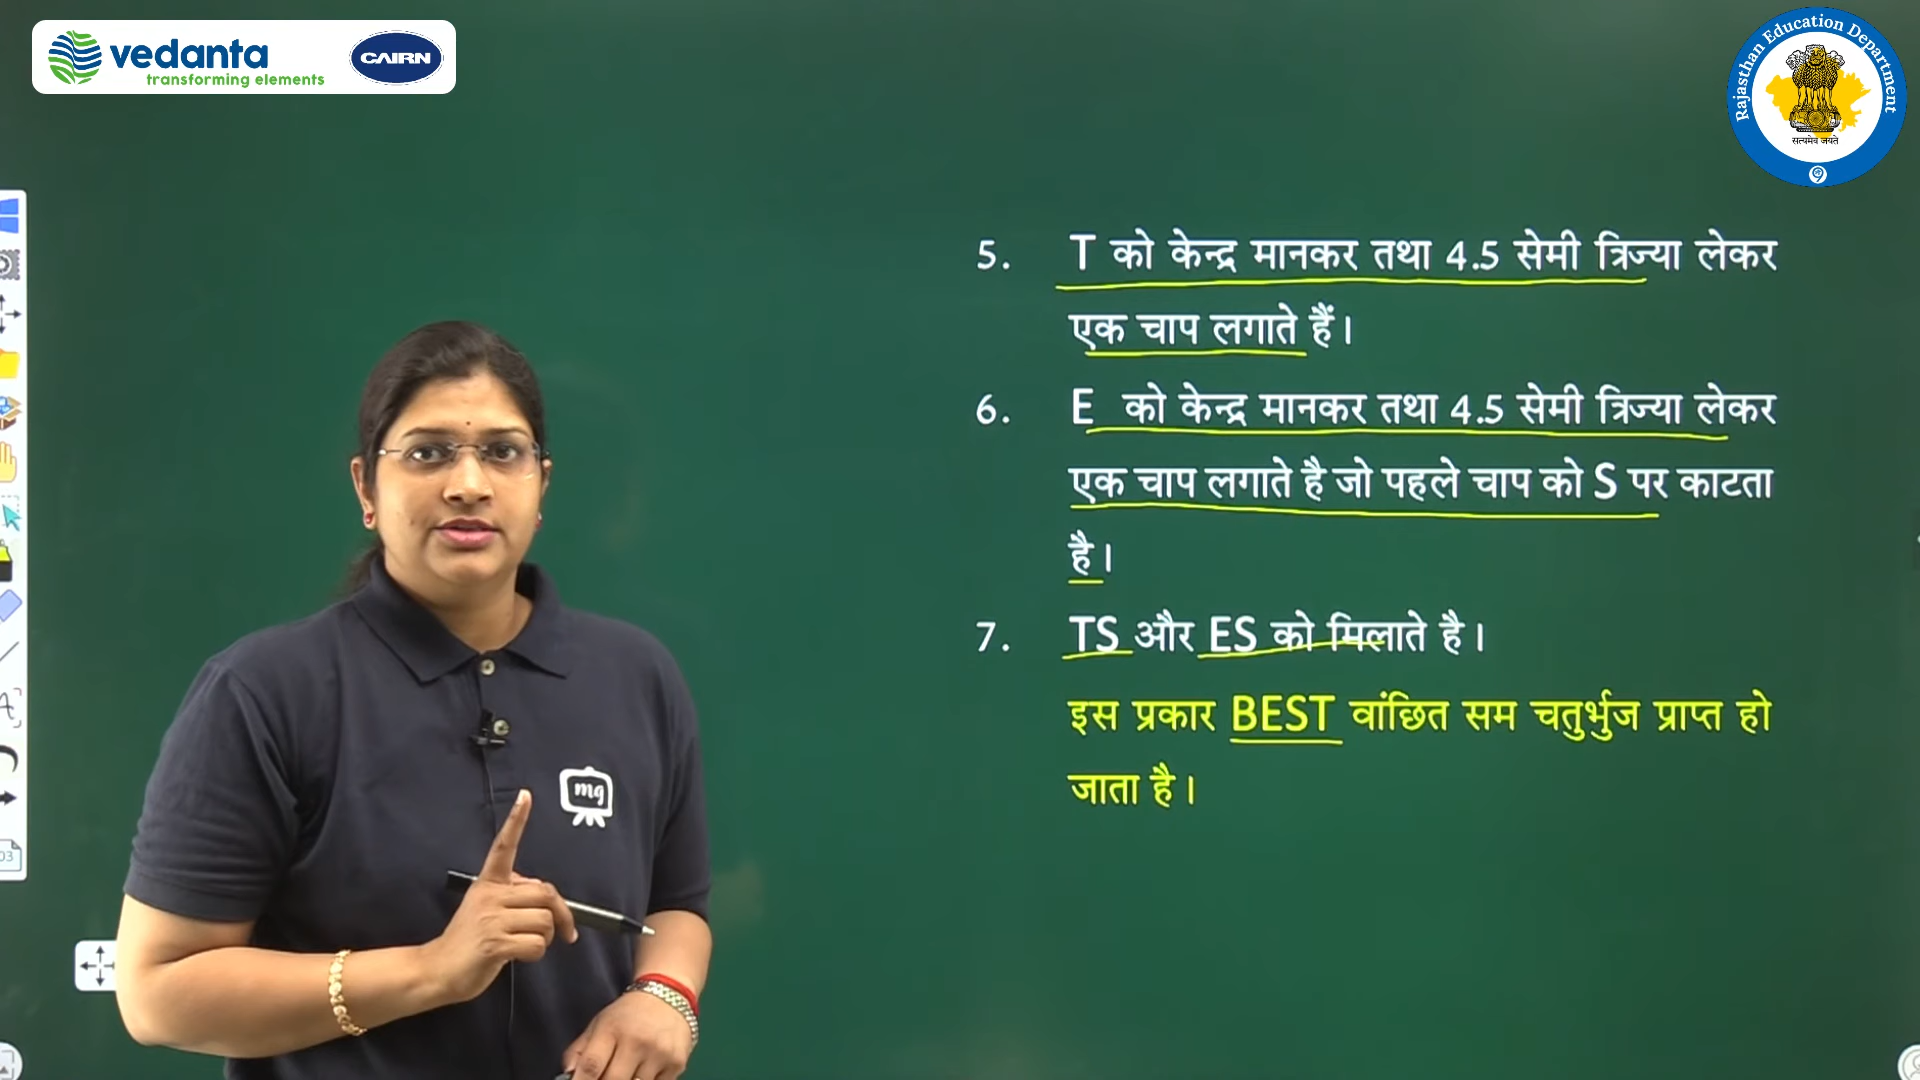 vedanta
transforming elements
CAIRN
Rajasthan Education Department
सत्यमेव जयते
5. T को केन्द्र मानकर तथा 4.5 सेमी त्रिज्या लेकर
एक चाप लगाते हैं।
6. E को केन्द्र मानकर तथा 4.5 सेमी त्रिज्या लेकर
एक चाप लगाते है जो पहले चाप को S पर काटता
है।
7. TS और ES को मिलाते है।
इस प्रकार BEST वांछित सम चतुर्भुज प्राप्त हो
जाता है।
mg
03